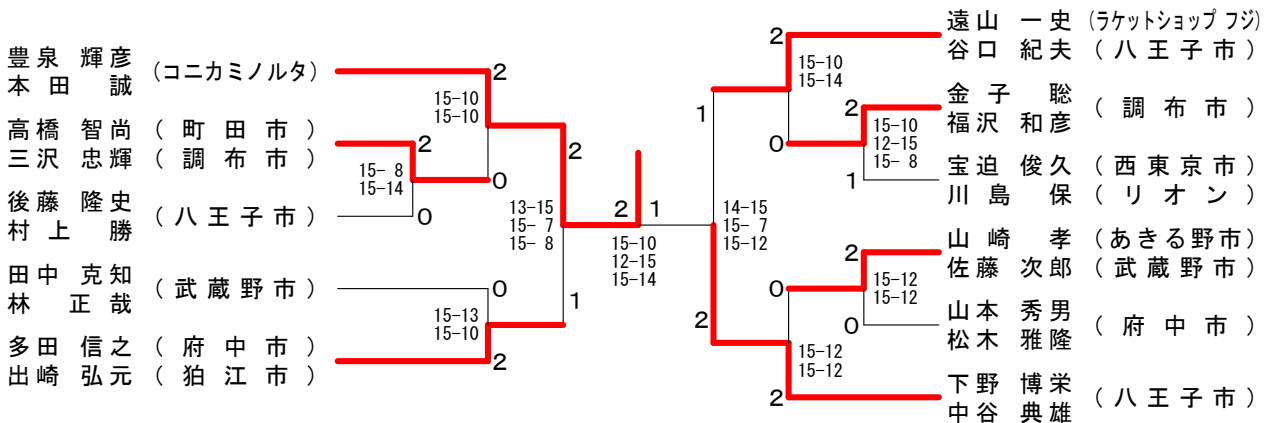 豊泉 輝彦 (コニカミノルタ)
本田 誠
高橋 智尚 ( 町田市 )
三沢 忠輝 ( 調布市 )
後藤 隆史 ( 八王子市 )
村上 勝
田中 克知 ( 武蔵野市 )
林 正哉
多田 信之 ( 府中市 )
出崎 弘元 ( 狛江市 )
2
15-10
15-10
0
2
15- 8
15-14
0
2
13-15
15- 7
15- 8
1
0
15-13
15-10
2
2 1
15-10
12-15
15-14
1
14-15
15- 7
15-12
2
2
15-10
15-14
0
2
15-10
12-15
15- 8
1
0
15-12
15-12
2
2
15-12
15-12
0
遠山 一史 (ラケットショップ フジ)
谷口 紀夫 ( 八王子市 )
金子 聡 ( 調布市 )
福沢 和彦
宝迫 俊久 ( 西東京市 )
川島 保 ( リオン )
山崎 孝 (あきる野市)
佐藤 次郎 ( 武蔵野市 )
山本 秀男 ( 府中市 )
松木 雅隆
下野 博栄 ( 八王子市 )
中谷 典雄